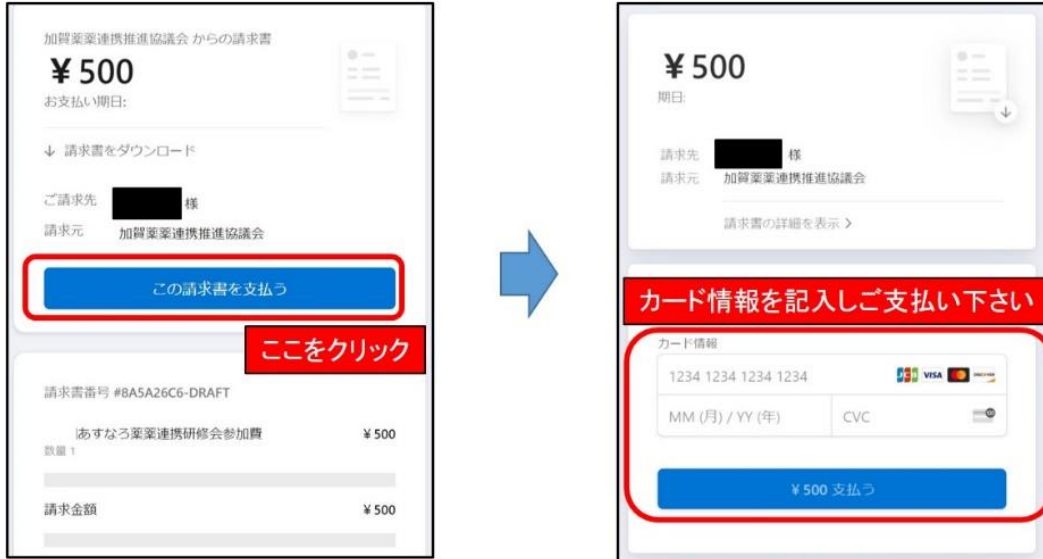 加賀薬薬連携推進協議会 からの請求書
¥500
お支払い期日:
↓ 請求書をダウンロード
ご請求先 様
請求元 加賀薬薬連携推進協議会
この請求書を支払う
ここをクリック
請求書番号 #8A5A26C6-DRAFT
あすなろ薬薬連携研修会参加費 ¥500
数量 1
請求金額 ¥500
¥500
期日:
請求先 様
請求元 加賀薬薬連携推進協議会
請求書の詳細を表示 >
カード情報を記入しご支払い下さい
カード情報
1234 1234 1234 1234 JCB VISA
MM (月) / YY (年) CVC
¥500 支払う